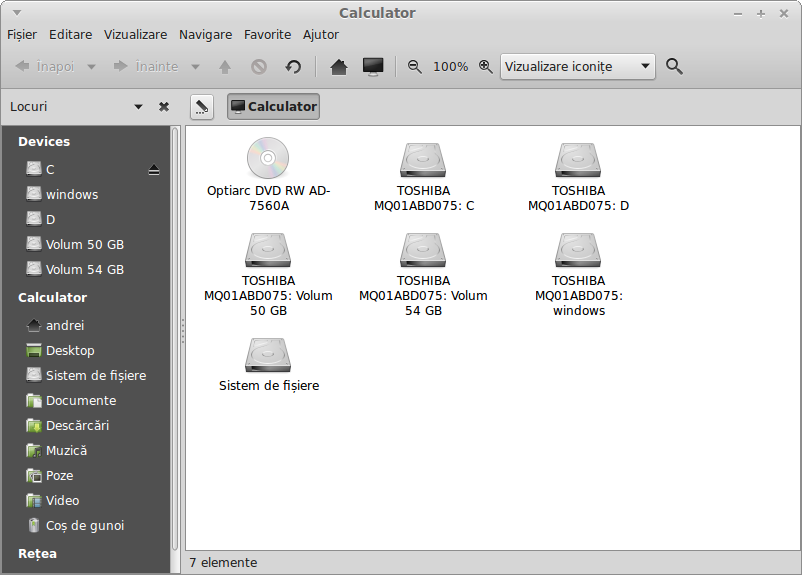 Calculator
Fișier Editare Vizualizare Navigare Favorite Ajutor
Înapoi Înainte 100% Vizualizare iconițe
Locuri Calculator
Devices
C
windows
D
Volum 50 GB
Volum 54 GB
Calculator
andrei
Desktop
Sistem de fișiere
Documente
Descărcări
Muzică
Poze
Video
Coș de gunoi
Rețea
Optiarc DVD RW AD-
7560A
TOSHIBA
MQ01ABD075: C
TOSHIBA
MQ01ABD075: D
TOSHIBA
MQ01ABD075: Volum
50 GB
TOSHIBA
MQ01ABD075: Volum
54 GB
TOSHIBA
MQ01ABD075:
windows
Sistem de fișiere
7 elemente